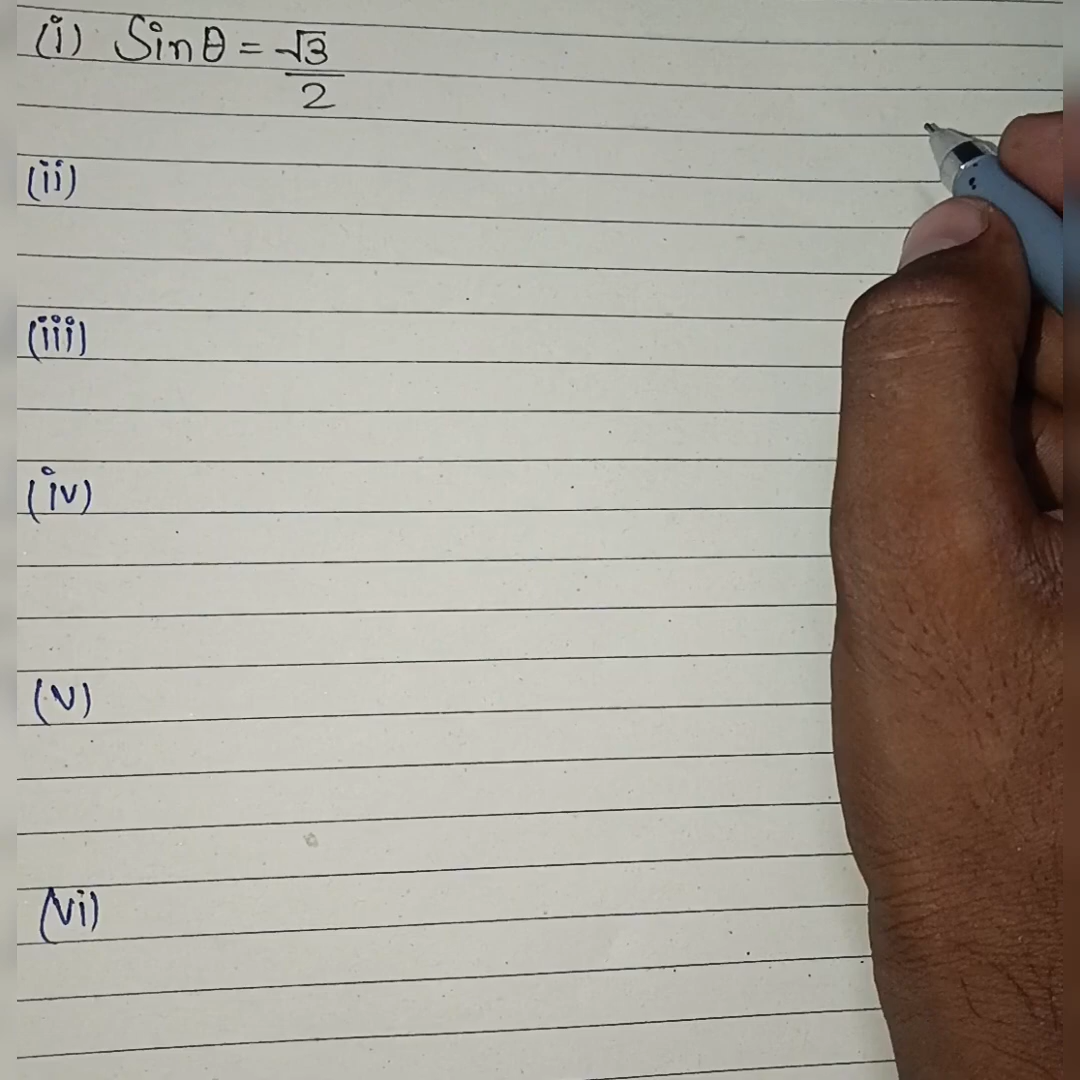 (i) Sinθ = √3/2
(ii)
(iii)
(iv)
(v)
(vi)